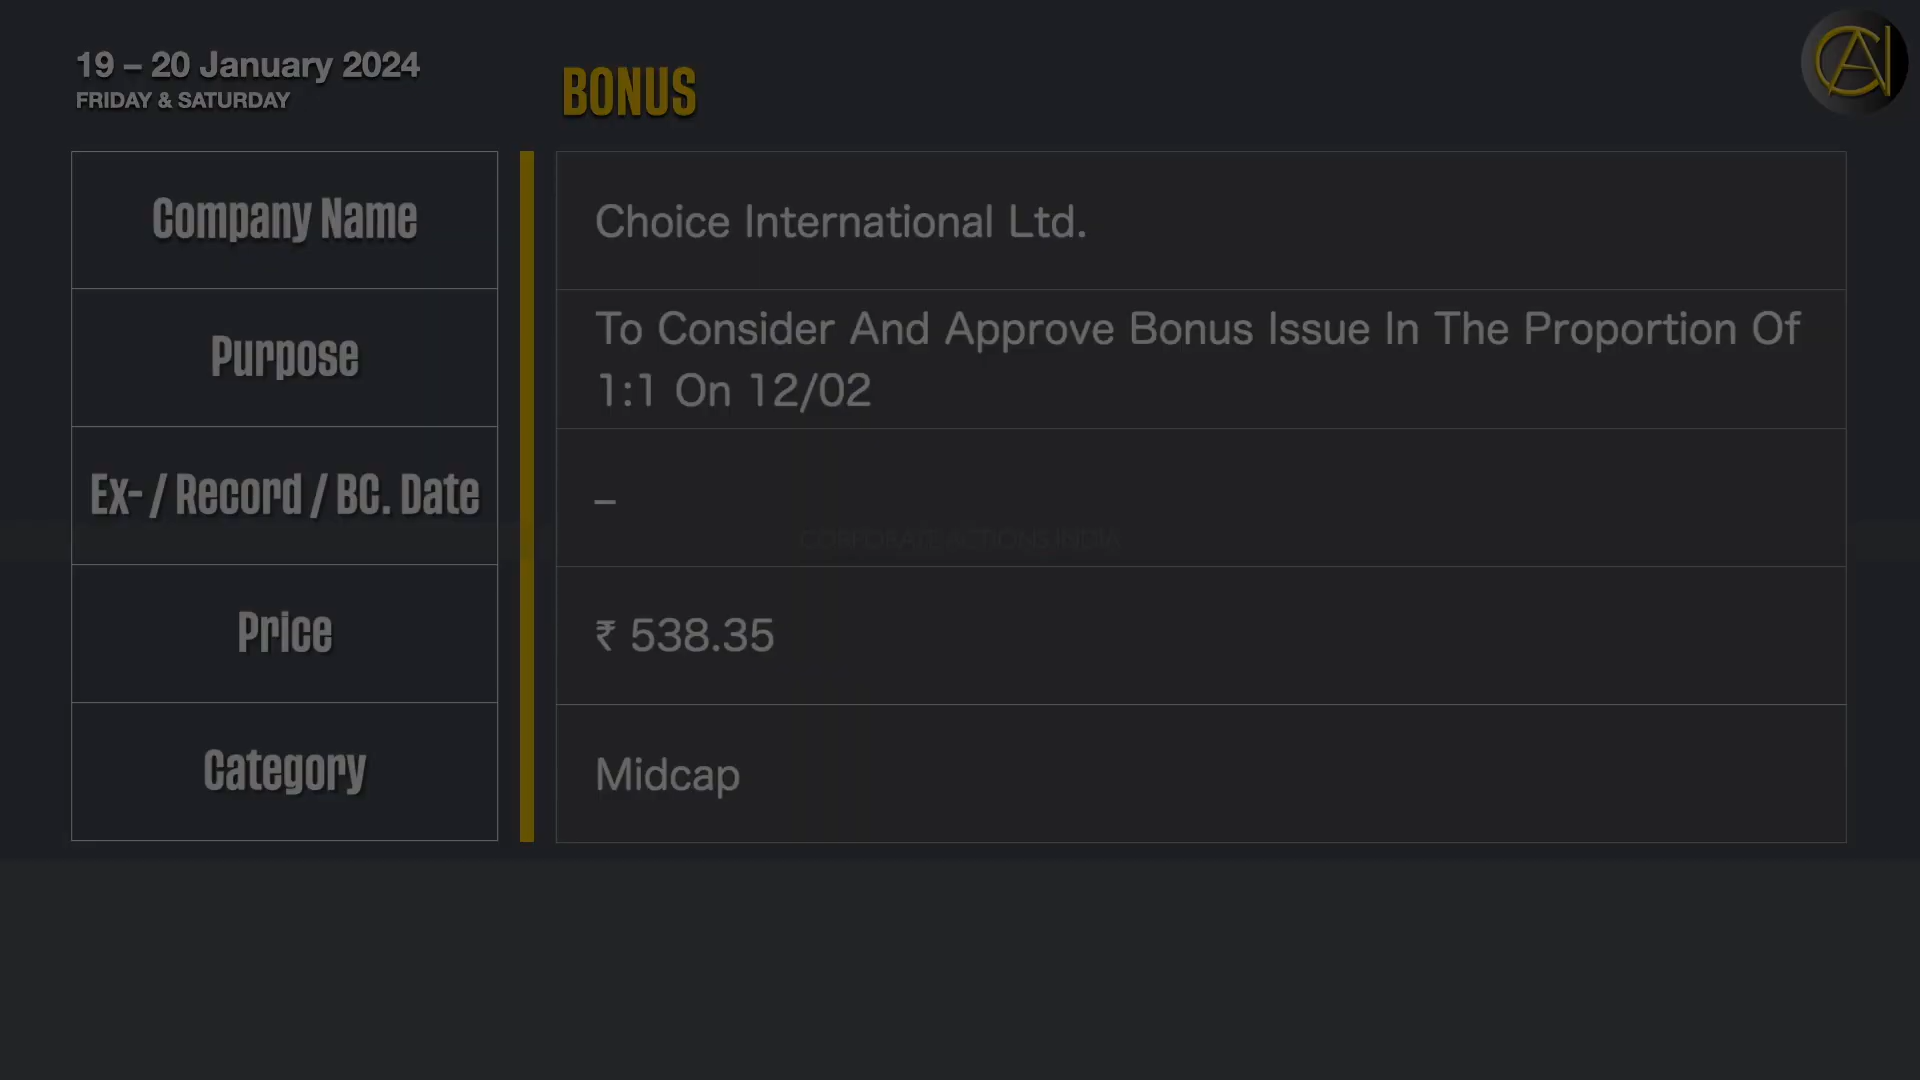 19 – 20 January 2024
FRIDAY & SATURDAY
BONUS
Company Name
Choice International Ltd.
Purpose
To Consider And Approve Bonus Issue In The Proportion Of
1:1 On 12/02
Ex- / Record / BC. Date
–
CORPORATE ACTIONS INDIA
Price
₹ 538.35
Category
Midcap
CAI